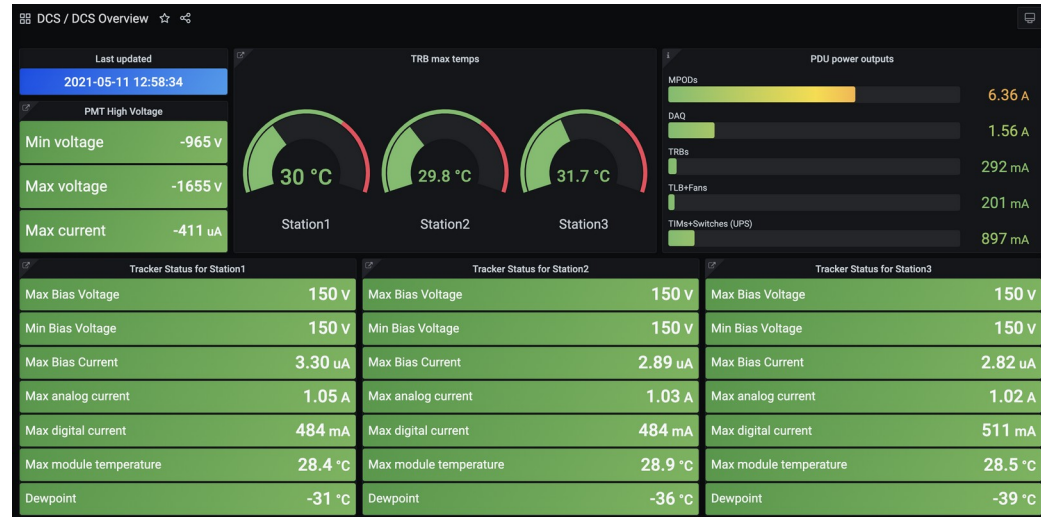 DCS / DCS Overview
Last updated
2021-05-11 12:58:34
PMT High Voltage
Min voltage -965 V
Max voltage -1655 V
Max current -411 uA
TRB max temps
30 °C
29.8 °C
31.7 °C
Station1
Station2
Station3
PDU power outputs
MPODs
6.36 A
DAQ
1.56 A
TRBs
292 mA
TLB+Fans
201 mA
TIMs+Switches (UPS)
897 mA
Tracker Status for Station1
Max Bias Voltage 150 V
Min Bias Voltage 150 V
Max Bias Current 3.30 uA
Max analog current 1.05 A
Max digital current 484 mA
Max module temperature 28.4 °C
Dewpoint -31 °C
Tracker Status for Station2
Max Bias Voltage 150 V
Min Bias Voltage 150 V
Max Bias Current 2.89 uA
Max analog current 1.03 A
Max digital current 484 mA
Max module temperature 28.9 °C
Dewpoint -36 °C
Tracker Status for Station3
Max Bias Voltage 150 V
Min Bias Voltage 150 V
Max Bias Current 2.82 uA
Max analog current 1.02 A
Max digital current 511 mA
Max module temperature 28.5 °C
Dewpoint -39 °C